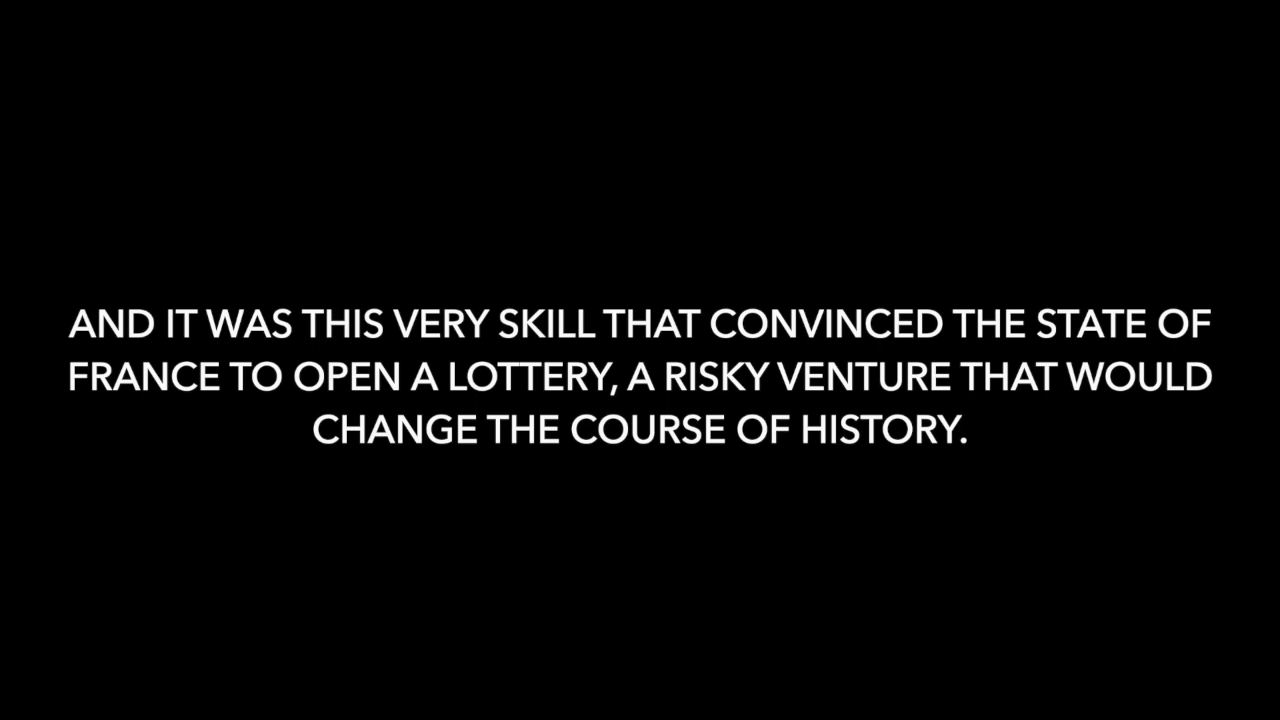 AND IT WAS THIS VERY SKILL THAT CONVINCED THE STATE OF
FRANCE TO OPEN A LOTTERY, A RISKY VENTURE THAT WOULD
CHANGE THE COURSE OF HISTORY.